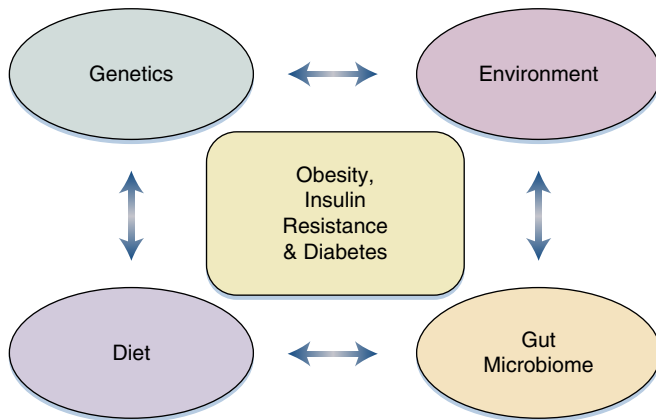 Genetics
Environment
Obesity,
Insulin
Resistance
& Diabetes
Diet
Gut
Microbiome